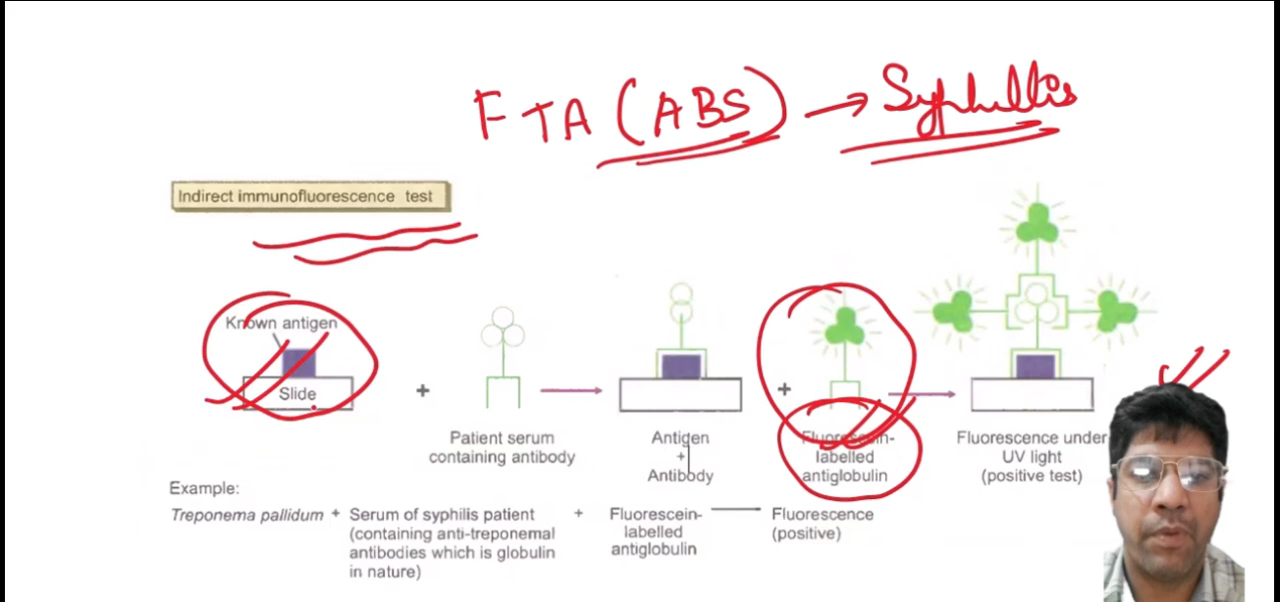 FTA (ABS) → Syphillis
Indirect immunofluorescence test
Known antigen
Slide
+
Patient serum
containing antibody
Antigen
+
Antibody
+
Fluorescein-
labelled
antiglobulin
Fluorescence under
UV light
(positive test)
Example:
Treponema pallidum + Serum of syphilis patient
(containing anti-treponemal
antibodies which is globulin
in nature)
+ Fluorescein-
labelled
antiglobulin
Fluorescence
(positive)